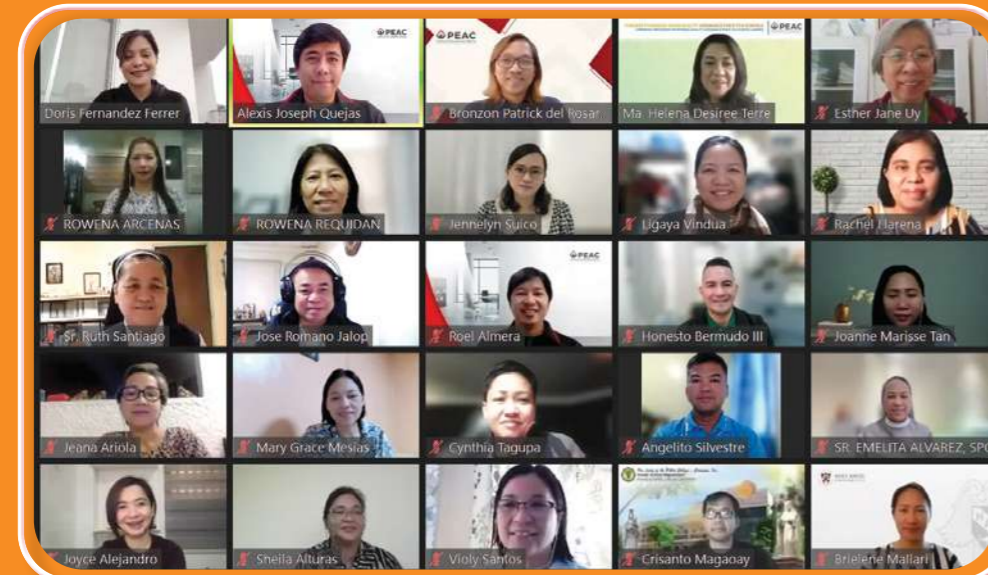 PEAC
PEAC
PEAC
Doris Fernandez Ferrer
Alexis Joseph Quejas
Bronzon Patrick del Rosar
Ma. Helena Desiree Terre
Esther Jane Uy
ROWENA ARCENAS
ROWENA REQUIDAN
Jennelyn Suico
Ligaya Vindua
Rachel Harena
PEAC
Sr. Ruth Santiago
Jose Romano Jalop
Roel Almera
Honesto Bermudo III
Joanne Marisse Tan
Jeana Ariola
Mary Grace Mesias
Cynthia Tagupa
Angelito Silvestre
SR. EMELITA ALVAREZ, SPC
Joyce Alejandro
Sheila Alturas
Violy Santos
Crisanto Magaoay
Brielene Mallari